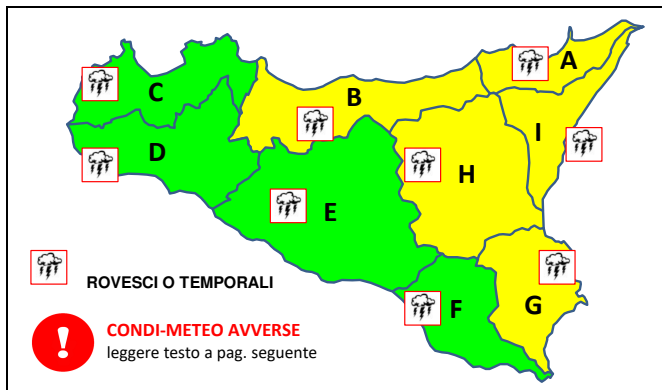 A
C
B
I
D
H
E
ROVESCI O TEMPORALI
F
G
! CONDI-METEO AVVERSE
leggere testo a pag. seguente